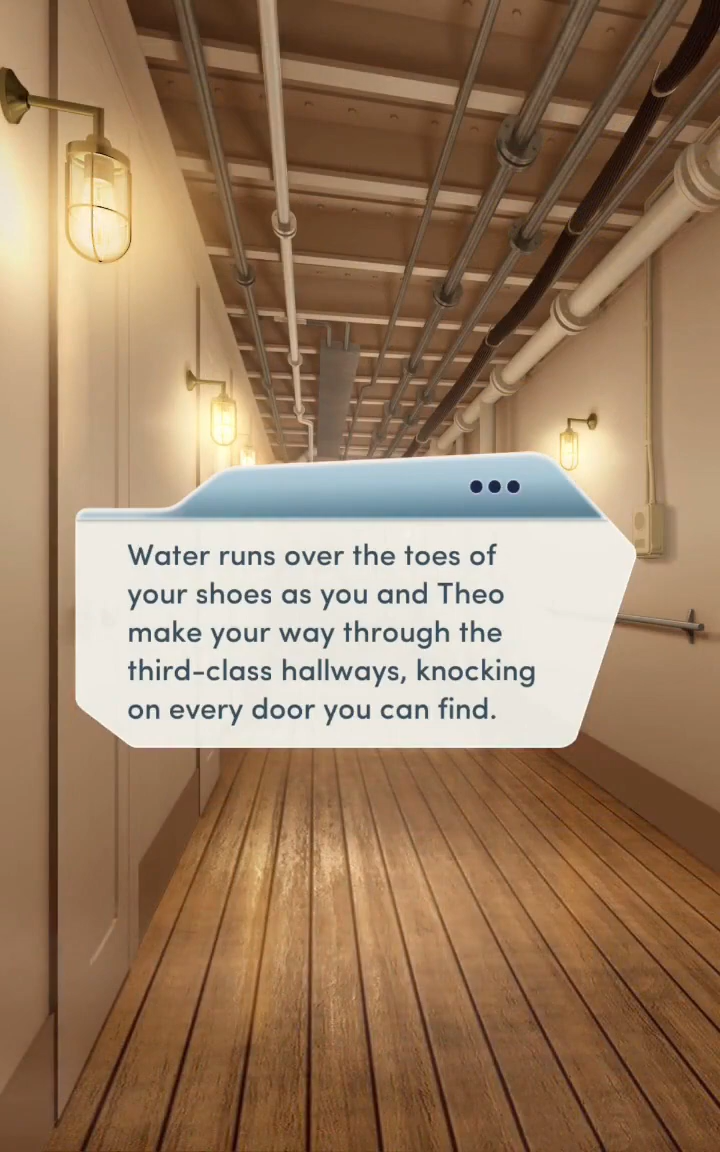 Water runs over the toes of
your shoes as you and Theo
make your way through the
third-class hallways, knocking
on every door you can find.